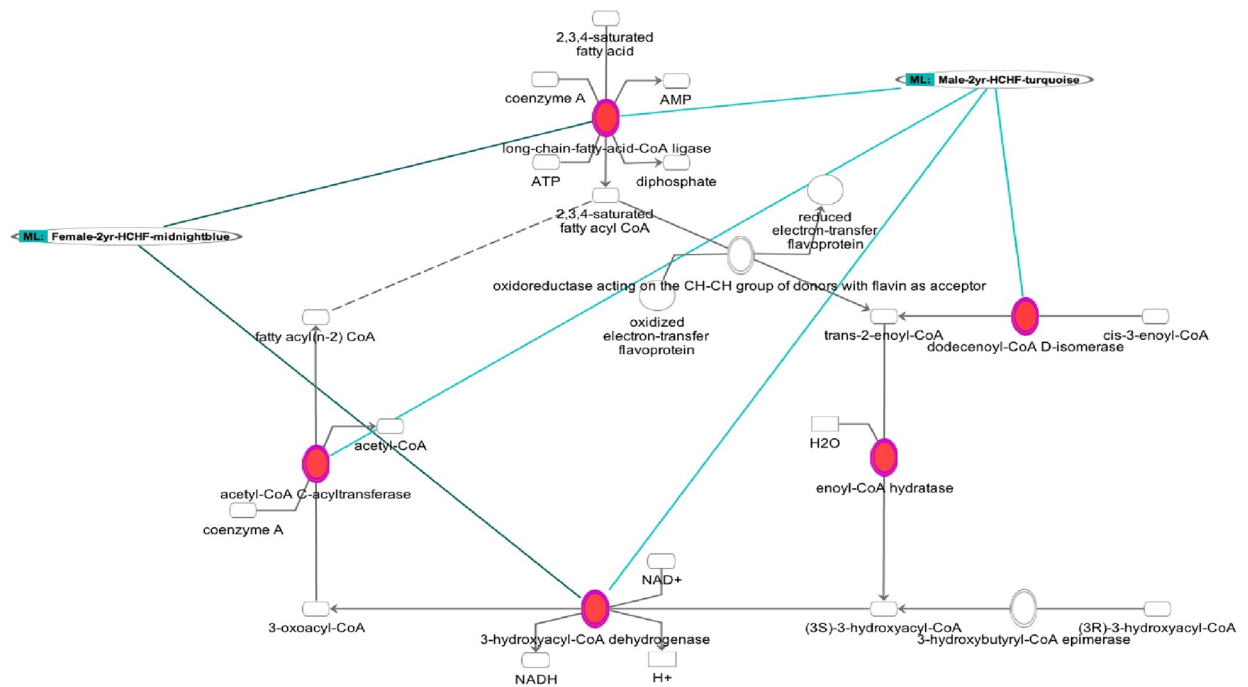 2,3,4-saturated
fatty acid
ML: Male-2yr-HCHF-turquoise
coenzyme A
AMP
long-chain-fatty-acid-CoA ligase
ATP
diphosphate
2,3,4-saturated
fatty acyl CoA
reduced
electron-transfer
flavoprotein
ML: Female-2yr-HCHF-midnightblue
oxidoreductase acting on the CH-CH group of donors with flavin as acceptor
oxidized
electron-transfer
flavoprotein
fatty acyl(n-2) CoA
trans-2-enoyl-CoA
dodecenoyl-CoA D-isomerase
cis-3-enoyl-CoA
acetyl-CoA
H2O
acetyl-CoA C-acyltransferase
enoyl-CoA hydratase
coenzyme A
NAD+
3-oxoacyl-CoA
3-hydroxyacyl-CoA dehydrogenase
(3S)-3-hydroxyacyl-CoA
3-hydroxybutyryl-CoA epimerase
(3R)-3-hydroxyacyl-CoA
NADH
H+